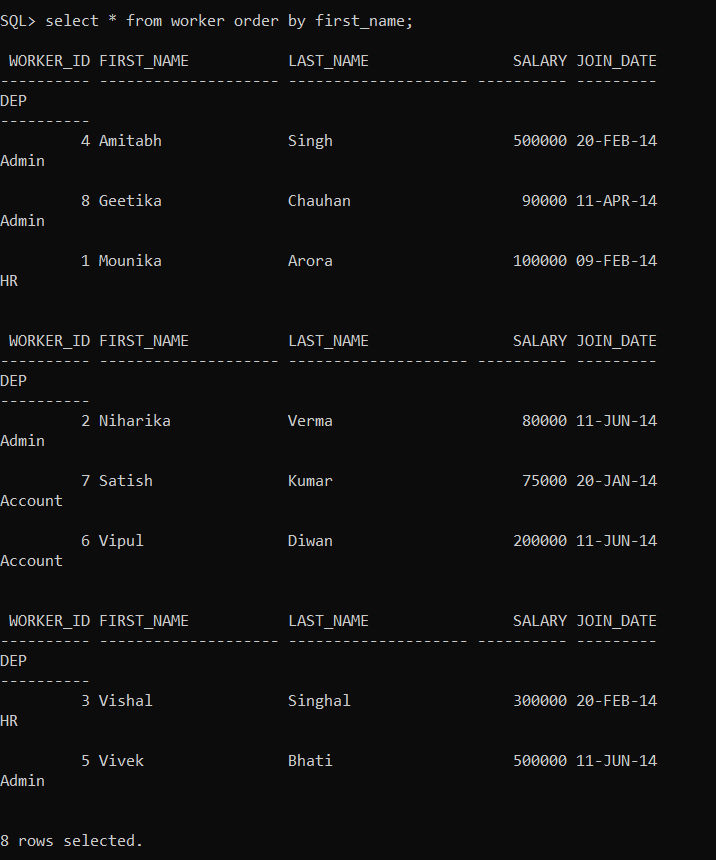 SQL> select * from worker order by first_name;

 WORKER_ID FIRST_NAME           LAST_NAME                SALARY JOIN_DATE
---------- -------------------- -------------------- ---------- ---------
DEP
----------
         4 Amitabh              Singh                    500000 20-FEB-14
Admin

         8 Geetika              Chauhan                   90000 11-APR-14
Admin

         1 Mounika              Arora                    100000 09-FEB-14
HR


 WORKER_ID FIRST_NAME           LAST_NAME                SALARY JOIN_DATE
---------- -------------------- -------------------- ---------- ---------
DEP
----------
         2 Niharika             Verma                     80000 11-JUN-14
Admin

         7 Satish               Kumar                     75000 20-JAN-14
Account

         6 Vipul                Diwan                    200000 11-JUN-14
Account


 WORKER_ID FIRST_NAME           LAST_NAME                SALARY JOIN_DATE
---------- -------------------- -------------------- ---------- ---------
DEP
----------
         3 Vishal               Singhal                  300000 20-FEB-14
HR

         5 Vivek                Bhati                    500000 11-JUN-14
Admin


8 rows selected.